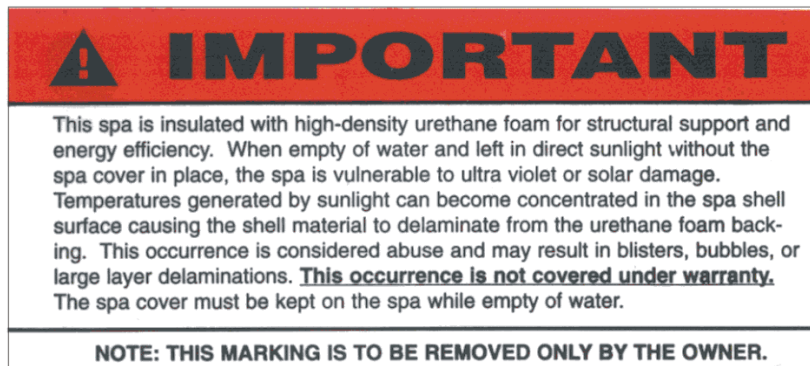 IMPORTANT
This spa is insulated with high-density urethane foam for structural support and
energy efficiency. When empty of water and left in direct sunlight without the
spa cover in place, the spa is vulnerable to ultra violet or solar damage.
Temperatures generated by sunlight can become concentrated in the spa shell
surface causing the shell material to delaminate from the urethane foam back-
ing. This occurrence is considered abuse and may result in blisters, bubbles, or
large layer delaminations. This occurrence is not covered under warranty.
The spa cover must be kept on the spa while empty of water.
NOTE: THIS MARKING IS TO BE REMOVED ONLY BY THE OWNER.